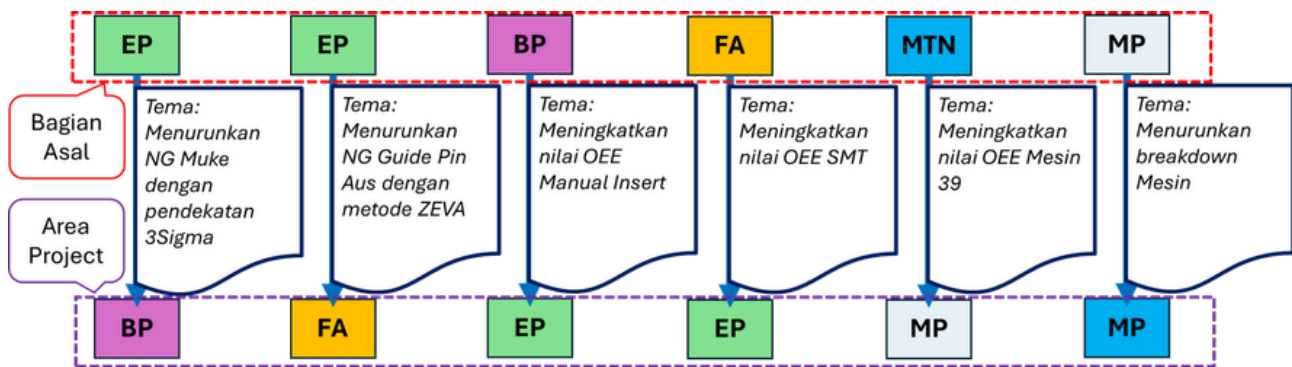 EP
EP
BP
FA
MTN
MP
Bagian
Asal
Tema:
Menurunkan
NG Muke
dengan
pendekatan
3Sigma
Tema:
Menurunkan
NG Guide Pin
Aus dengan
metode ZEVA
Tema:
Meningkatkan
nilai OEE
Manual Insert
Tema:
Meningkatkan
nilai OEE SMT
Tema:
Meningkatkan
nilai OEE Mesin
39
Tema:
Menurunkan
breakdown
Mesin
Area
Project
BP
FA
EP
EP
MP
MP